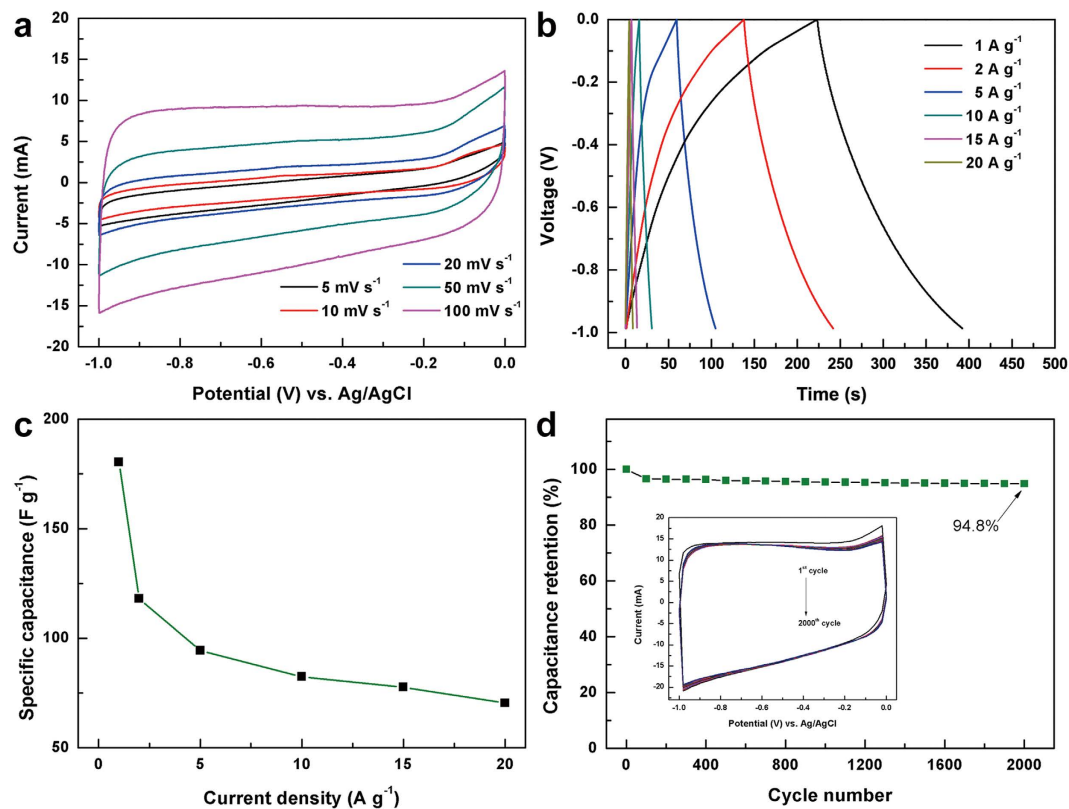 a
20
15
10
5
0
-5
-10
-15
-20
Current (mA)
20 mV s⁻¹
5 mV s⁻¹
50 mV s⁻¹
10 mV s⁻¹
100 mV s⁻¹
-1.0 -0.8 -0.6 -0.4 -0.2 0.0
Potential (V) vs. Ag/AgCl
b
0.0
-0.2
-0.4
-0.6
-0.8
-1.0
Voltage (V)
1 A g⁻¹
2 A g⁻¹
5 A g⁻¹
10 A g⁻¹
15 A g⁻¹
20 A g⁻¹
0 50 100 150 200 250 300 350 400 450 500
Time (s)
c
200
150
100
50
Specific capacitance (F g⁻¹)
0 5 10 15 20
Current density (A g⁻¹)
d
100
80
60
40
20
0
Capacitance retention (%)
94.8%
20
15
10
5
0
-5
-10
-15
-20
Current (mA)
1ˢᵗ cycle
2000ᵗʰ cycle
-1.0 -0.8 -0.6 -0.4 -0.2 0.0
Potential (V) vs. Ag/AgCl
0 400 800 1200 1600 2000
Cycle number